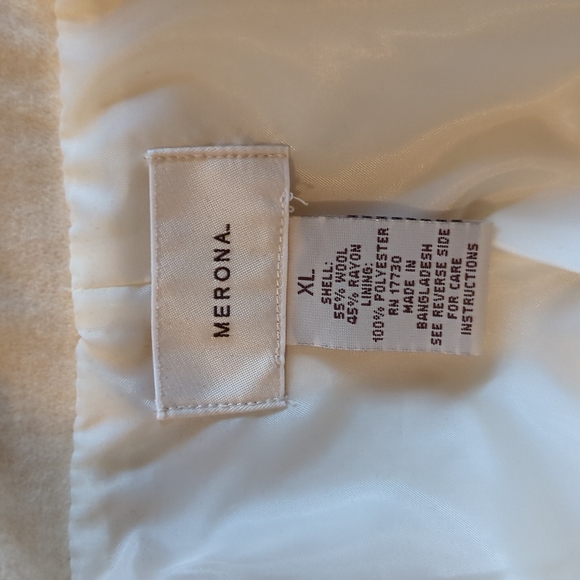 MERONA
XL
SHELL:
55% WOOL
45% RAYON
LINING:
100% POLYESTER
RN 17730
MADE IN
BANGLADESH
SEE REVERSE SIDE
FOR CARE
INSTRUCTIONS